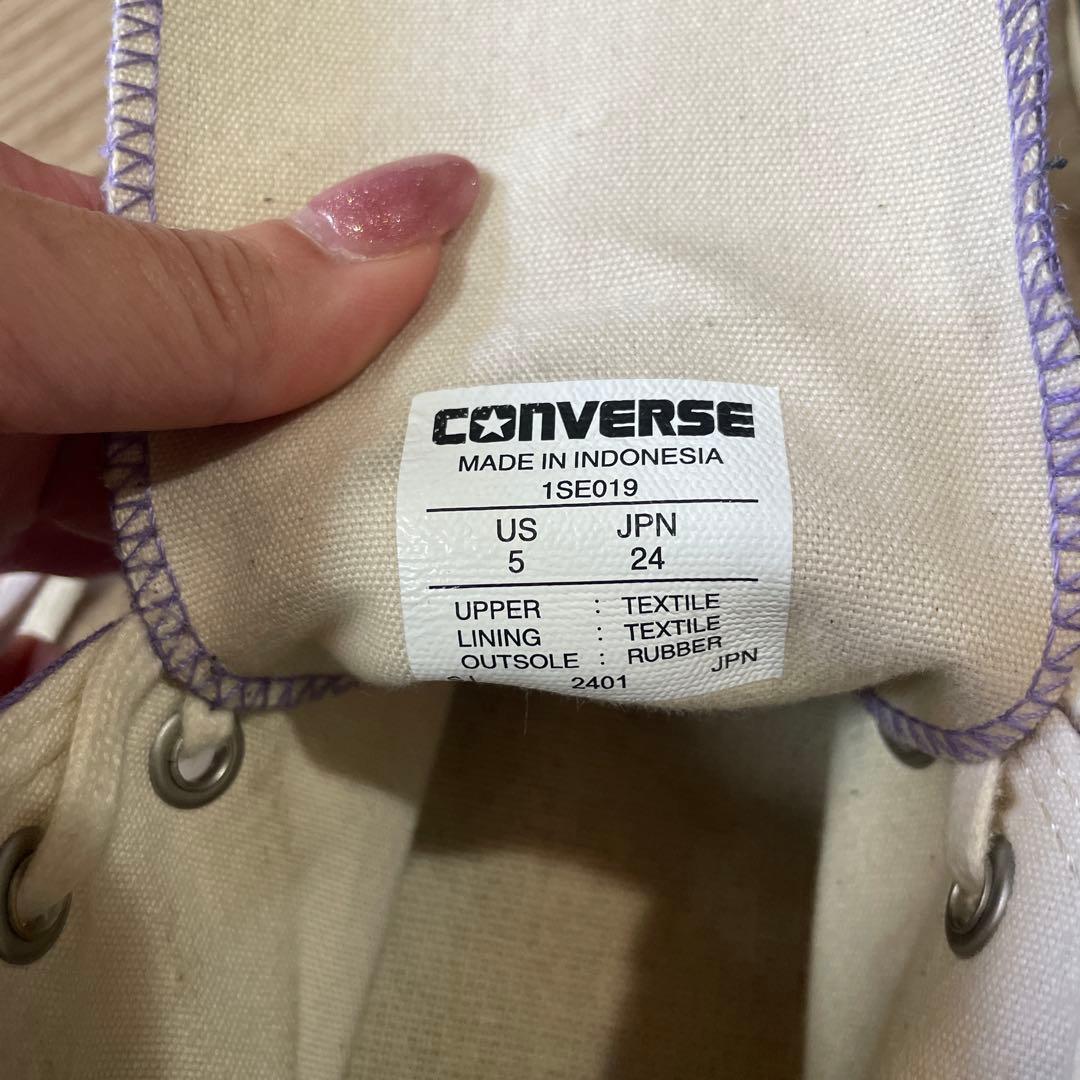 CONVERSE
MADE IN INDONESIA
1SE019
US JPN
5 24
UPPER : TEXTILE
LINING : TEXTILE
OUTSOLE : RUBBER
JPN
2401